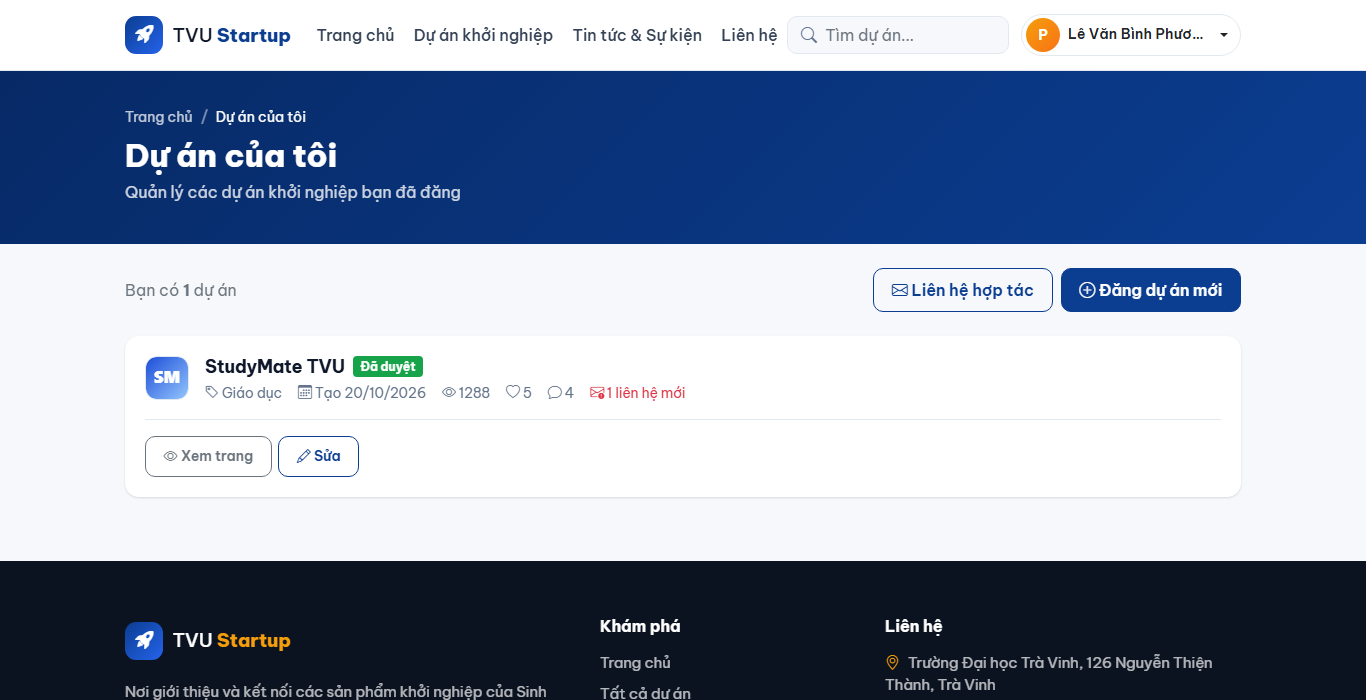 TVU Startup Trang chủ Dự án khởi nghiệp Tin tức & Sự kiện Liên hệ Tìm dự án... P Lê Văn Bình Phươ...
Trang chủ / Dự án của tôi
Dự án của tôi
Quản lý các dự án khởi nghiệp bạn đã đăng
Bạn có 1 dự án Liên hệ hợp tác Đăng dự án mới
SM StudyMate TVU Đã duyệt
Giáo dục Tạo 20/10/2026 1288 5 4 1 liên hệ mới
Xem trang Sửa
TVU Startup
Nơi giới thiệu và kết nối các sản phẩm khởi nghiệp của Sinh
Khám phá
Trang chủ
Tất cả dự án
Liên hệ
Trường Đại học Trà Vinh, 126 Nguyễn Thiện
Thành, Trà Vinh